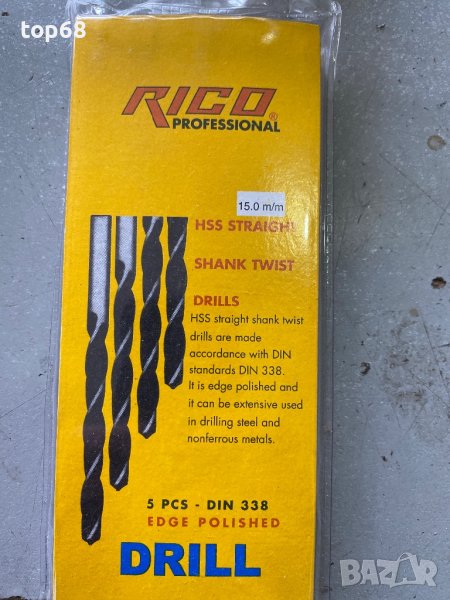 top68
RICO®
PROFESSIONAL
15.0 m/m
HSS STRAIGH
SHANK TWIST
DRILLS
HSS straight shank twist
drills are made
accordance with DIN
standards DIN 338.
It is edge polished and
it can be extensive used
in drilling steel and
nonferrous metals.
5 PCS - DIN 338
EDGE POLISHED
DRILL
BAZAR